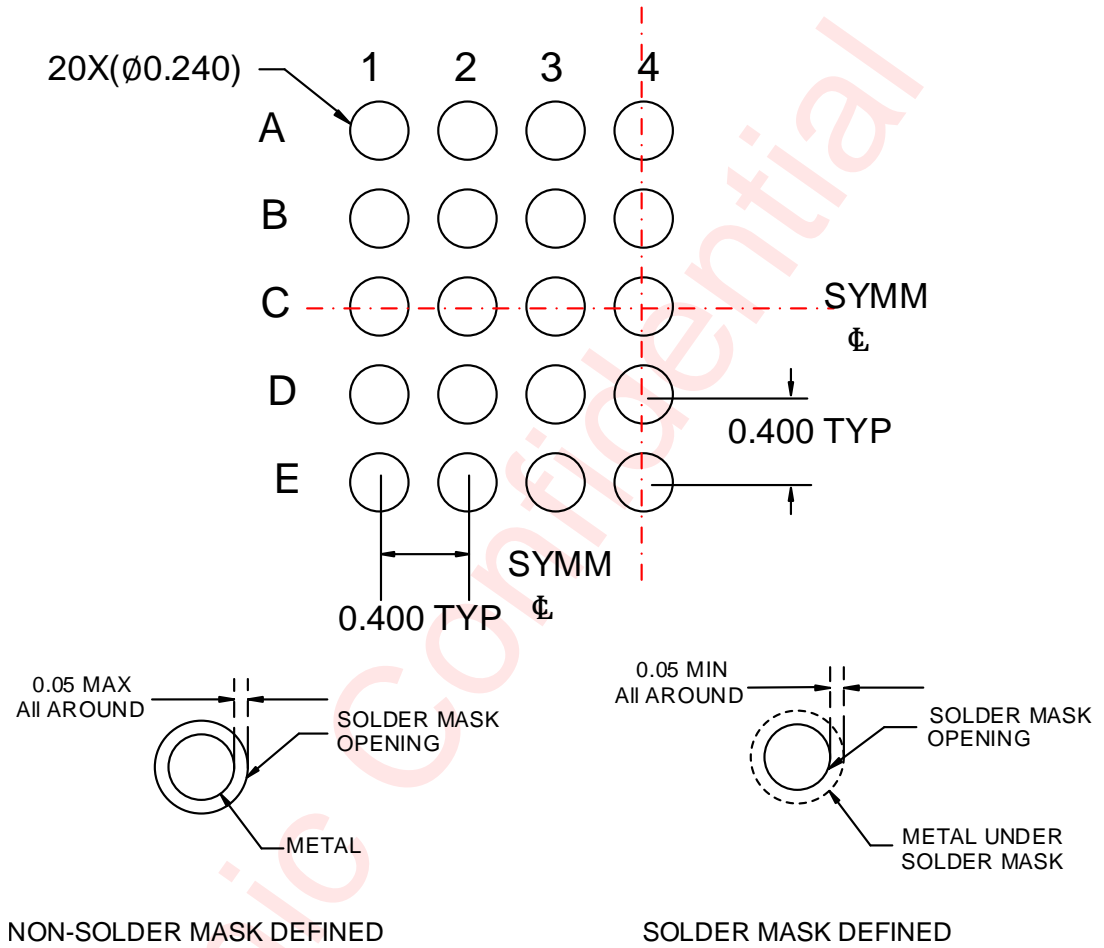 20X(Ø0.240)
1 2 3 4
A
B
C
SYMM
℄
D
0.400 TYP
E
SYMM
℄
0.400 TYP
0.05 MAX
All AROUND
SOLDER MASK
OPENING
METAL
NON-SOLDER MASK DEFINED
0.05 MIN
All AROUND
SOLDER MASK
OPENING
METAL UNDER
SOLDER MASK
SOLDER MASK DEFINED
ic Confidential